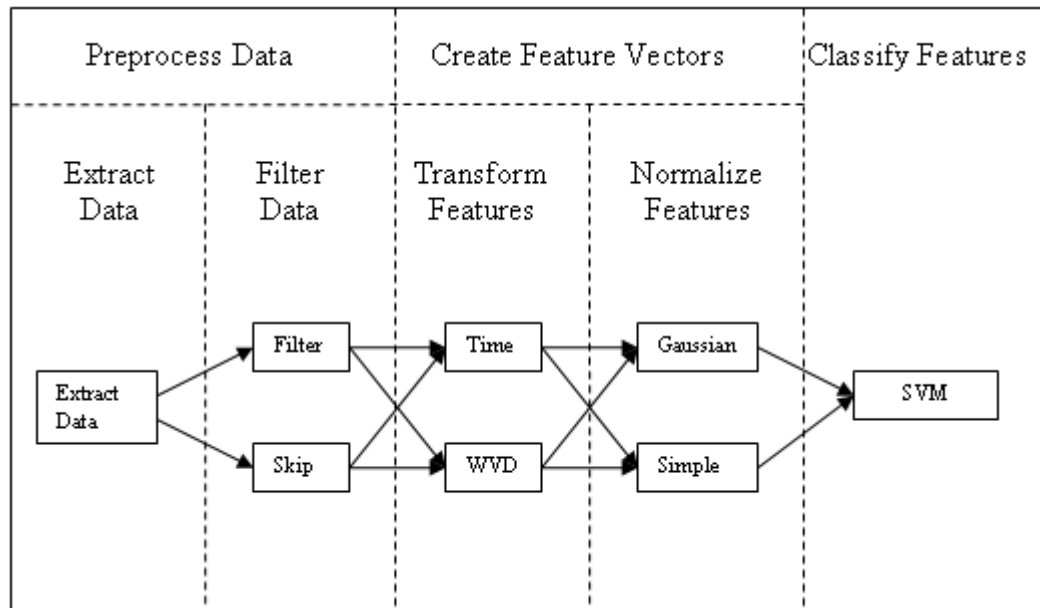 Preprocess Data
Create Feature Vectors
Classify Features
Extract
Data
Filter
Data
Transform
Features
Normalize
Features
Filter
Time
Gaussian
Extract
Data
SVM
Skip
WVD
Simple